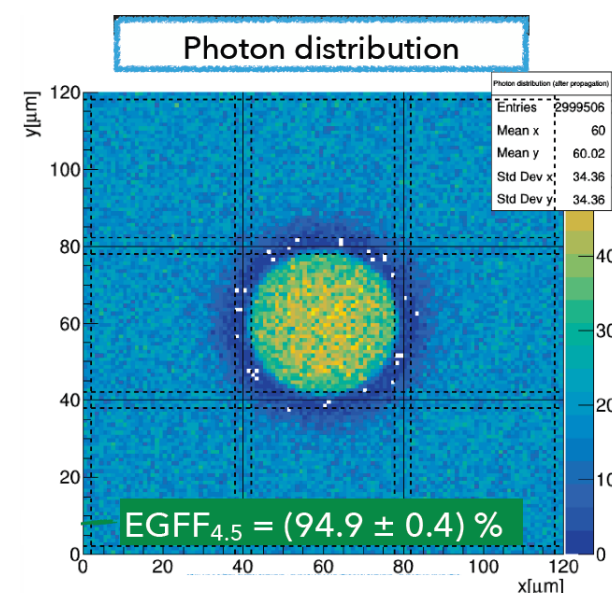 Photon distribution
Photon distribution (after propagation)
Entries 2999506
Mean x 60
Mean y 60.02
Std Dev x 34.36
Std Dev y 34.36
y[μm]
120
100
80
60
40
20
0
40
30
20
10
0
EGFF4.5 = (94.9 ± 0.4) %
0 20 40 60 80 100 120
x[μm]